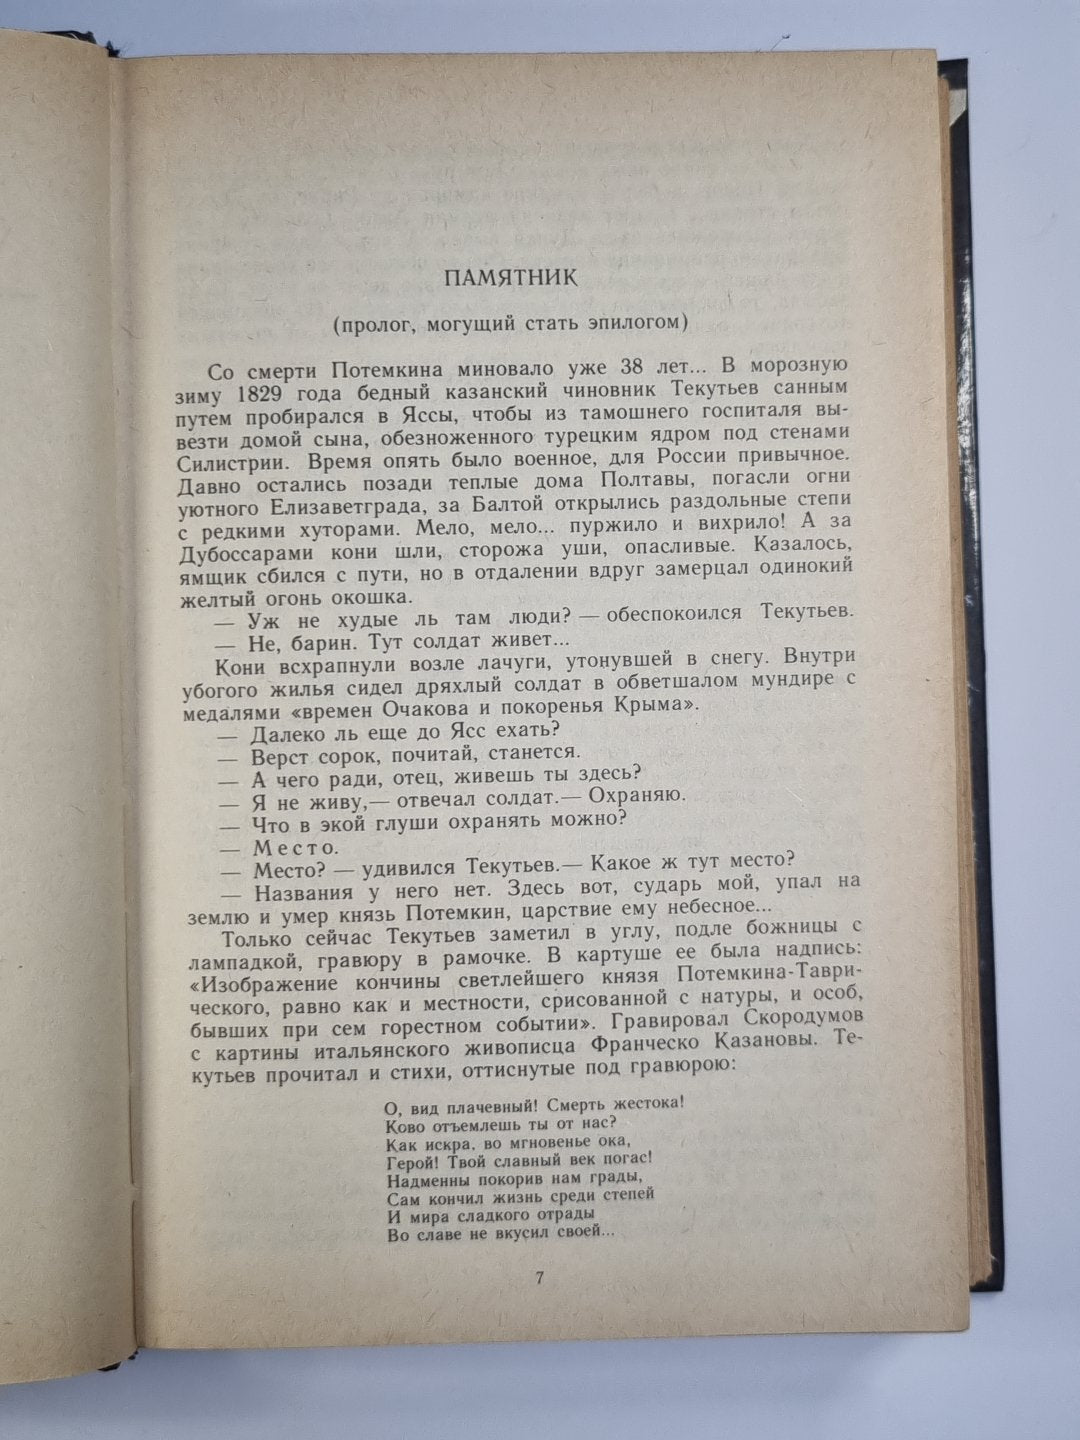 ПАМЯТНИК
(пролог, могущий стать эпилогом)
Со смерти Потемкина миновало уже 38 лет... В морозную
зиму 1829 года бедный казанский чиновник Текутьев санным
путем пробирался в Яссы, чтобы из тамошнего госпиталя вы-
везти домой сына, обезноженного турецким ядром под стенами
Силистрии. Время опять было военное, для России привычное.
Давно остались позади теплые дома Полтавы, погасли огни
уютного Елизаветграда, за Балтой открылись раздольные степи
с редкими хуторами. Мело, мело... пуржило и вихрило! А за
Дубоссарами кони шли, сторожа уши, опасливые. Казалось,
ямщик сбился с пути, но в отдалении вдруг замерцал одинокий
желтый огонь окошка.
— Уж не худые ль там люди? — обеспокоился Текутьев.
— Не, барин. Тут солдат живет...
Кони всхрапнули возле лачуги, утонувшей в снегу. Внутри
убогого жилья сидел дряхлый солдат в обветшалом мундире с
медалями «времен Очакова и покоренья Крыма».
— Далеко ль еще до Ясс ехать?
— Верст сорок, почитай, станется.
— А чего ради, отец, живешь ты здесь?
— Я не живу,— отвечал солдат.— Охраняю.
— Что в экой глуши охранять можно?
— Место.
— Место? — удивился Текутьев.— Какое ж тут место?
— Названия у него нет. Здесь вот, сударь мой, упал на
землю и умер князь Потемкин, царствие ему небесное...
Только сейчас Текутьев заметил в углу, подле божницы с
лампадкой, гравюру в рамочке. В картуше ее была надпись:
«Изображение кончины светлейшего князя Потемкина-Таври-
ческого, равно как и местности, срисованной с натуры, и особ,
бывших при сем горестном событии». Гравировал Скородумов
с картины итальянского живописца Франческо Казановы. Те-
кутьев прочитал и стихи, оттиснутые под гравюрою:
О, вид плачевный! Смерть жестока!
Ково отъемлешь ты от нас?
Как искра, во мгновенье ока,
Герой! Твой славный век погас!
Надменны покорив нам грады,
Сам кончил жизнь среди степей
И мира сладкого отрады
Во славе не вкусил своей...
7